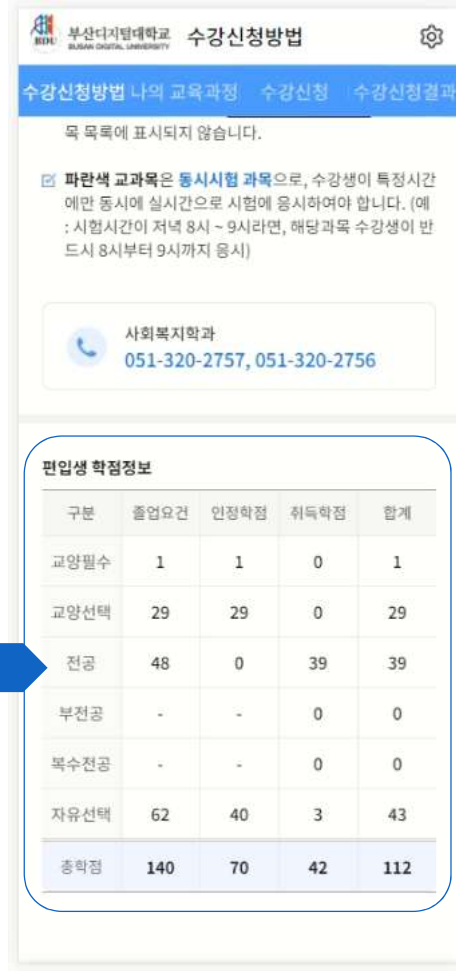 BDU 부산디지털대학교 수강신청방법
BUSAN DIGITAL UNIVERSITY
수강신청방법 나의 교육과정 수강신청 수강신청결과
목 목록에 표시되지 않습니다.
파란색 교과목은 동시시험 과목으로, 수강생이 특정시간
에만 동시에 실시간으로 시험에 응시하여야 합니다. (예
: 시험시간이 저녁 8시 ~ 9시라면, 해당과목 수강생이 반
드시 8시부터 9시까지 응시)
사회복지학과
051-320-2757, 051-320-2756
편입생 학점정보
구분 졸업요건 인정학점 취득학점 합계
교양필수 1 1 0 1
교양선택 29 29 0 29
전공 48 0 39 39
부전공 - - 0 0
복수전공 - - 0 0
자유선택 62 40 3 43
총학점 140 70 42 112